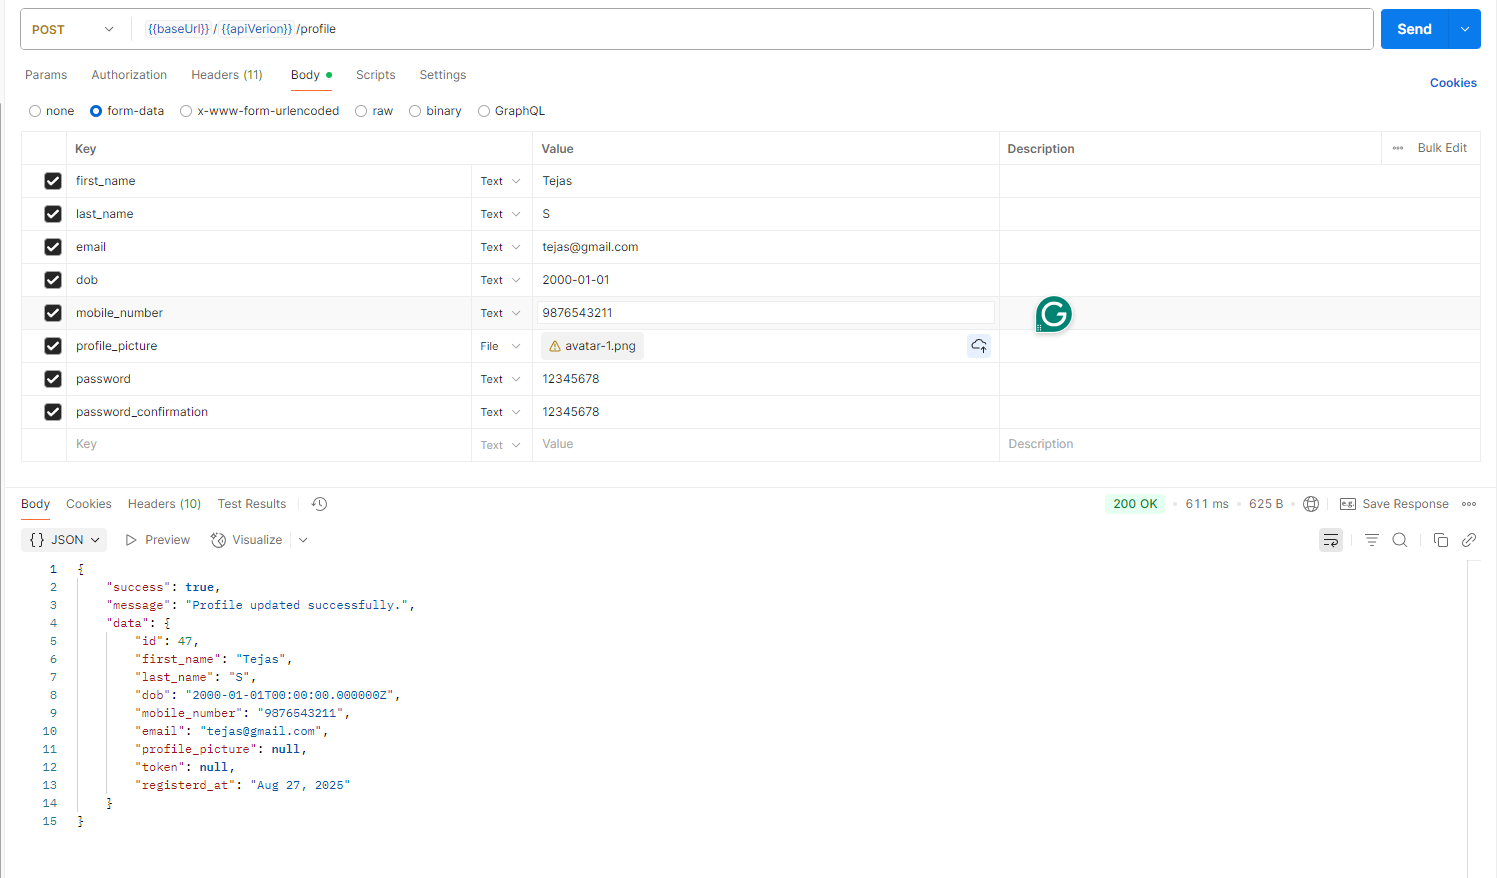 POST {{baseUrl}} / {{apiVerion}} /profile Send
Params Authorization Headers (11) Body Scripts Settings Cookies
none form-data x-www-form-urlencoded raw binary GraphQL
Key Value Description Bulk Edit
first_name Text Tejas
last_name Text S
email Text tejas@gmail.com
dob Text 2000-01-01
mobile_number Text 9876543211
G
profile_picture File avatar-1.png
password Text 12345678
password_confirmation Text 12345678
Key Text Value Description
Body Cookies Headers (10) Test Results 200 OK 611 ms 625 B e.g. Save Response
{} JSON Preview Visualize
1 {
2 "success": true,
3 "message": "Profile updated successfully.",
4 "data": {
5 "id": 47,
6 "first_name": "Tejas",
7 "last_name": "S",
8 "dob": "2000-01-01T00:00:00.000000Z",
9 "mobile_number": "9876543211",
10 "email": "tejas@gmail.com",
11 "profile_picture": null,
12 "token": null,
13 "registerd_at": "Aug 27, 2025"
14 }
15 }